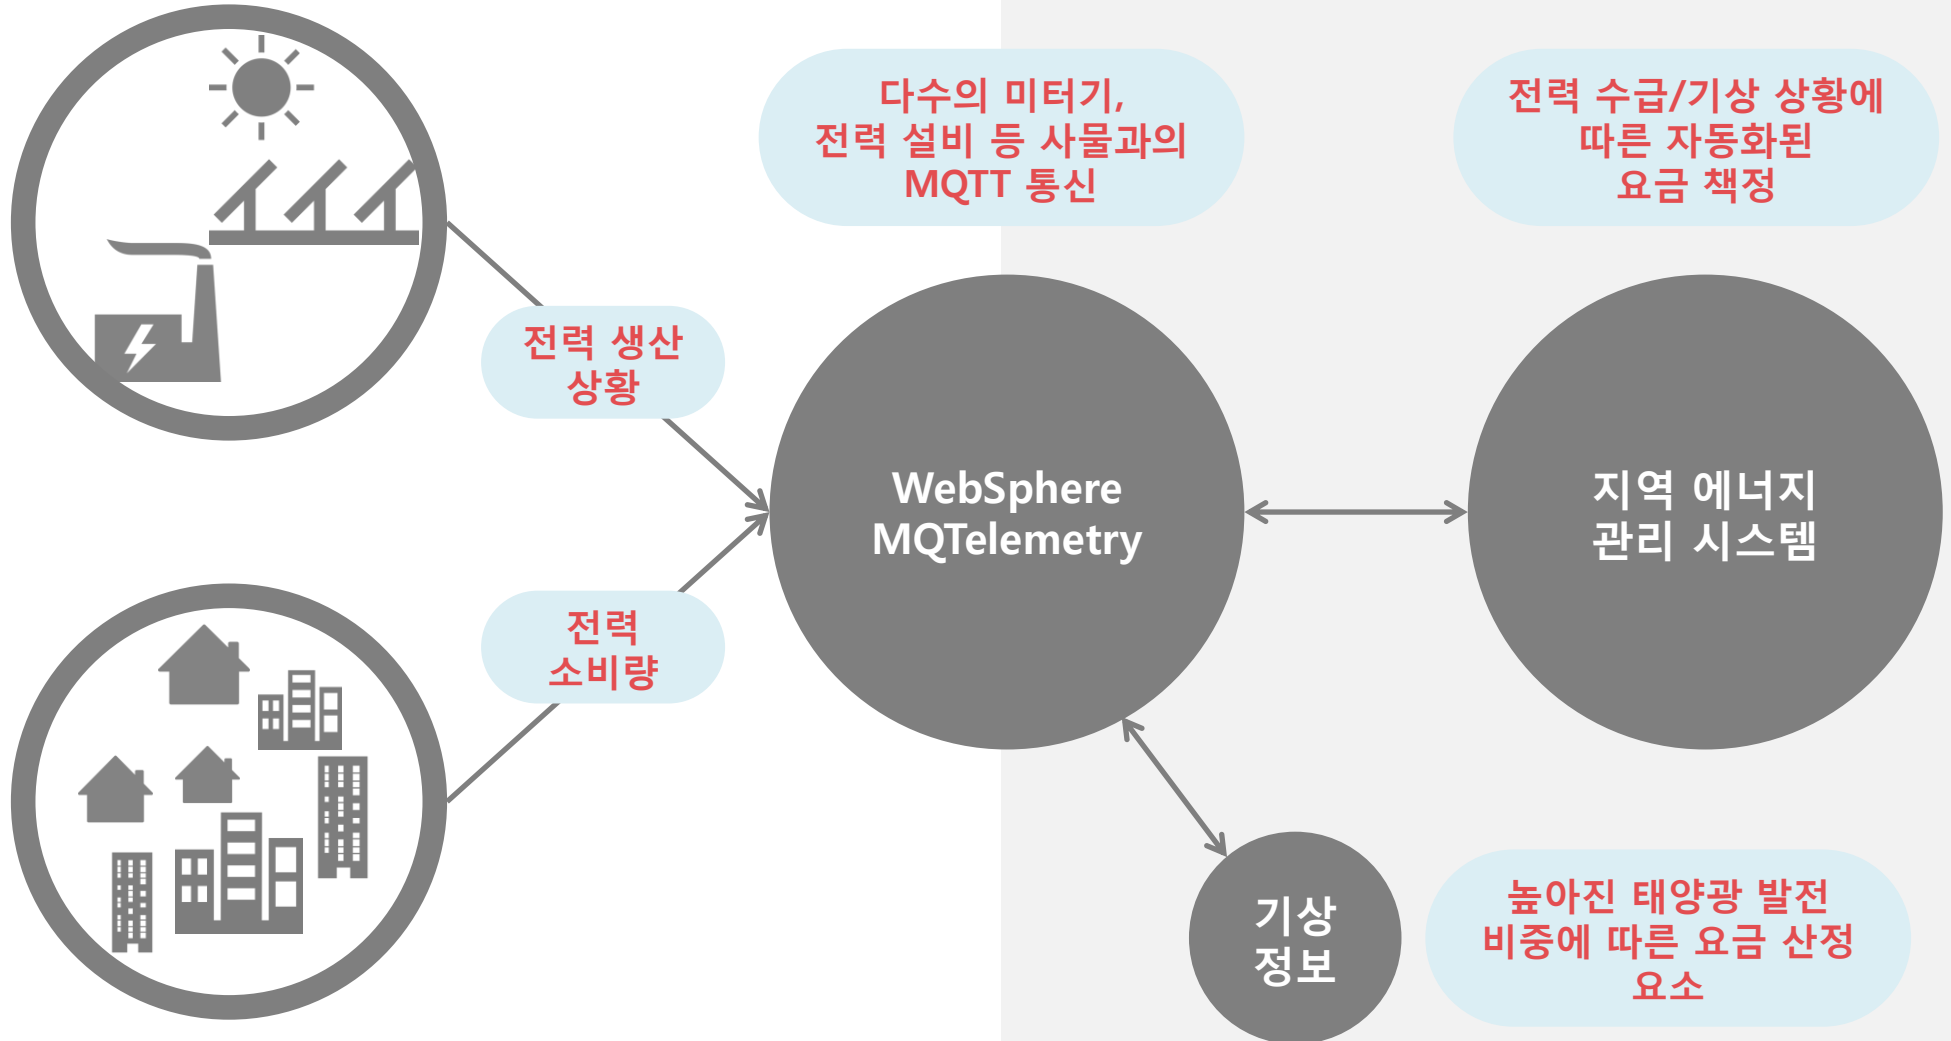 다수의 미터기,
전력 설비 등 사물과의
MQTT 통신
전력 수급/기상 상황에
따른 자동화된
요금 책정
전력 생산
상황
WebSphere
MQTelemetry
지역 에너지
관리 시스템
전력
소비량
기상
정보
높아진 태양광 발전
비중에 따른 요금 산정
요소